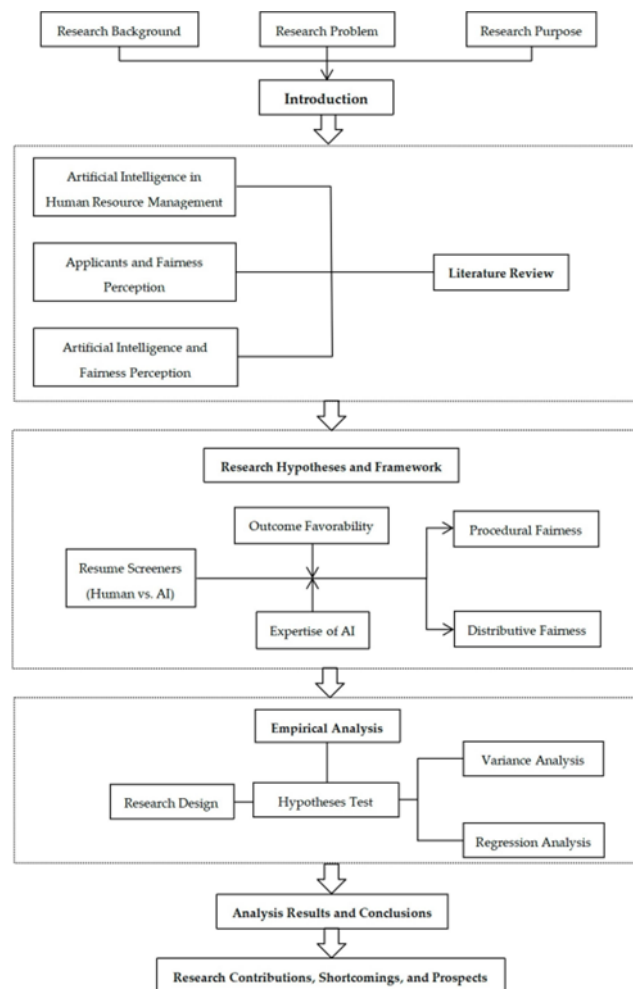 Research Background
Research Problem
Research Purpose
Introduction
Artificial Intelligence in
Human Resource Management
Applicants and Fairness
Perception
Literature Review
Artificial Intelligence and
Fairness Perception
Research Hypotheses and Framework
Outcome Favorability
Procedural Fairness
Resume Screeners
(Human vs. AI)
Expertise of AI
Distributive Fairness
Empirical Analysis
Variance Analysis
Research Design
Hypotheses Test
Regression Analysis
Analysis Results and Conclusions
Research Contributions, Shortcomings, and Prospects